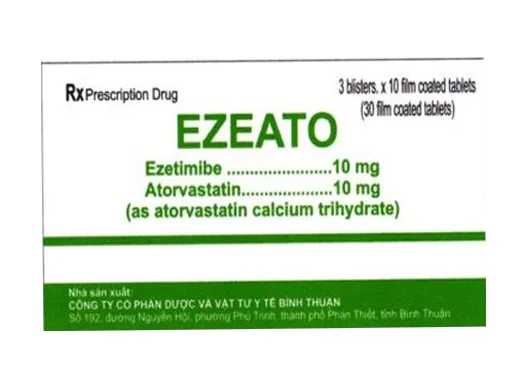 Rx Prescription Drug
3 blisters. x 10 film coated tablets
(30 film coated tablets)
EZEATO
Ezetimibe ........................10 mg
Atorvastatin.....................10 mg
(as atorvastatin calcium trihydrate)
Nhà sản xuất:
CÔNG TY CỔ PHẦN DƯỢC VÀ VẬT TƯ Y TẾ BÌNH THUẬN
Số 192, đường Nguyễn Hội, phường Phú Trinh, thành phố Phan Thiết, tỉnh Bình Thuận